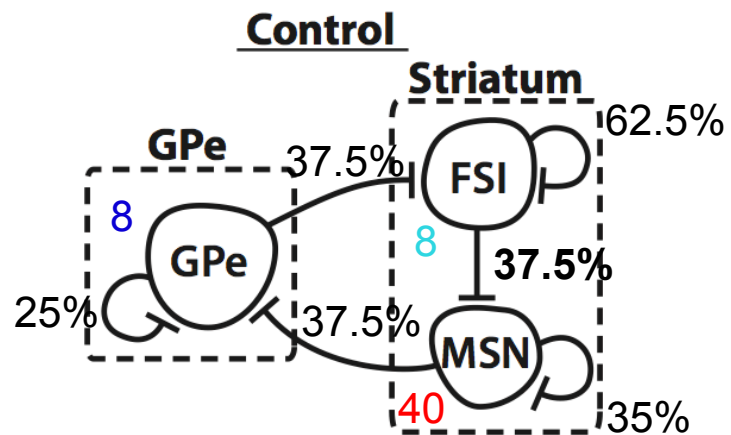 Control
Striatum
62.5%
GPe
37.5%
FSI
8
8
GPe
37.5%
25%
37.5%
MSN
40
35%